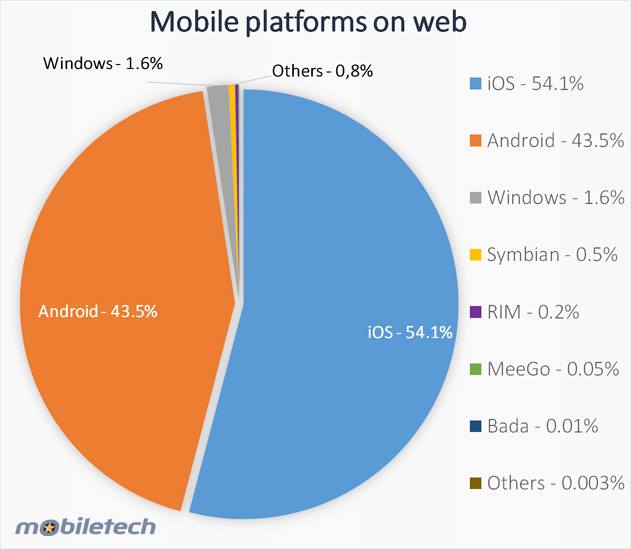 Mobile platforms on web
Windows - 1.6%
Others - 0,8%
Android - 43.5%
iOS - 54.1%
iOS - 54.1%
Android - 43.5%
Windows - 1.6%
Symbian - 0.5%
RIM - 0.2%
MeeGo - 0.05%
Bada - 0.01%
Others - 0.003%
mobiletech